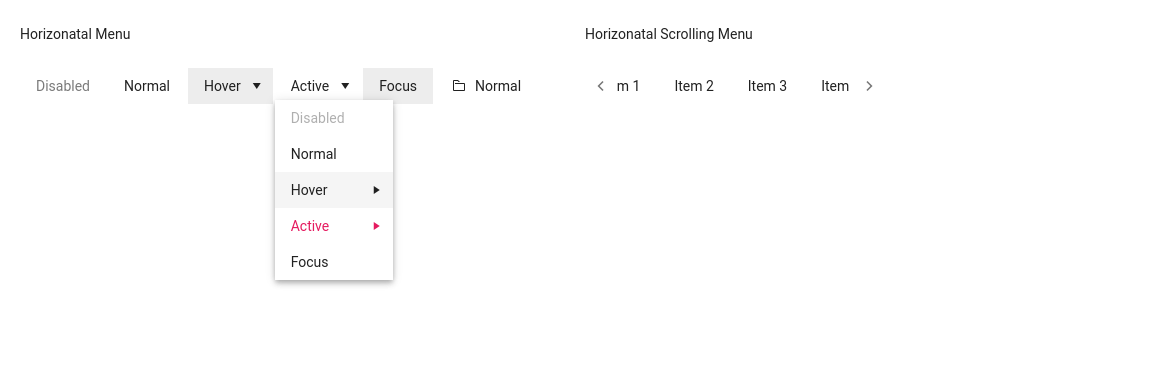 Horizonatal Menu
Disabled Normal Hover Active Focus Normal
Disabled
Normal
Hover
Active
Focus
Horizonatal Scrolling Menu
m 1 Item 2 Item 3 Item